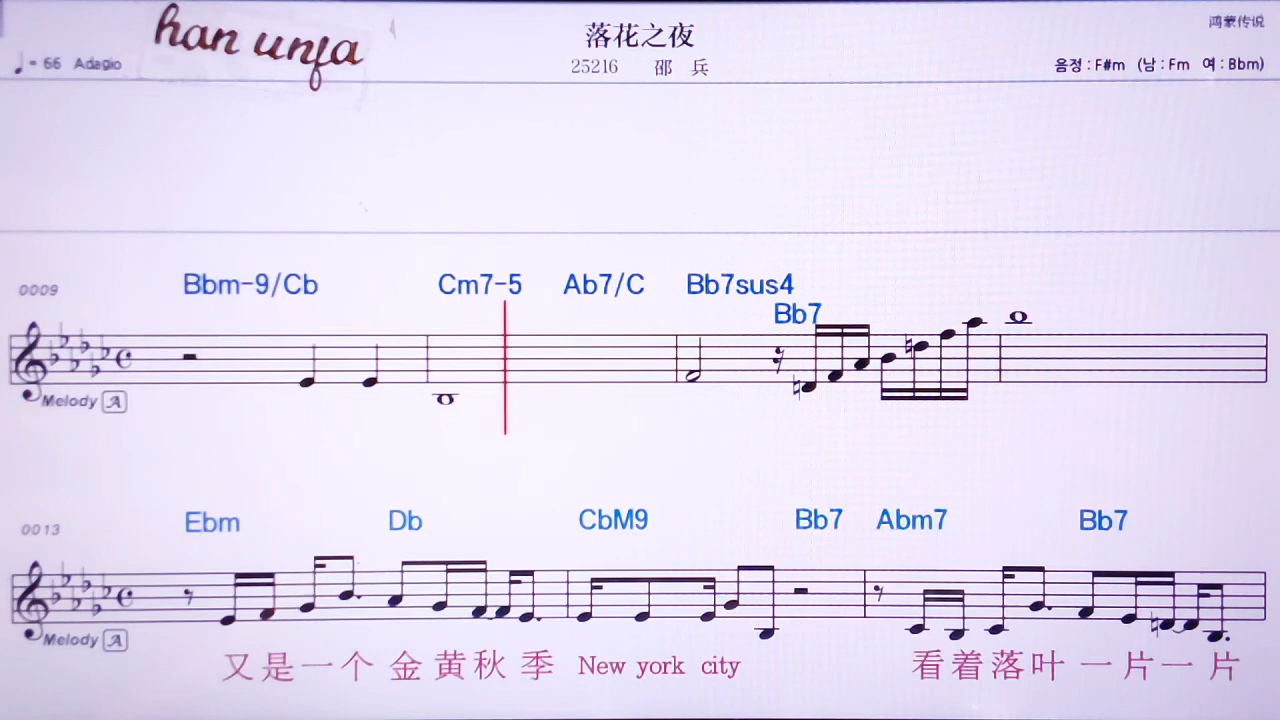 han unfa
落花之夜
鸿蒙传说
♩= 66 Adagio
25216 邵 兵
음정 : F#m (남 : Fm 여 : Bbm)
0009
Bbm-9/Cb Cm7-5 Ab7/C Bb7sus4
Bb7
Melody A
0013
Ebm Db CbM9 Bb7 Abm7 Bb7
Melody A
又是一个 金 黄秋 季 New york city 看着落叶 一片一 片